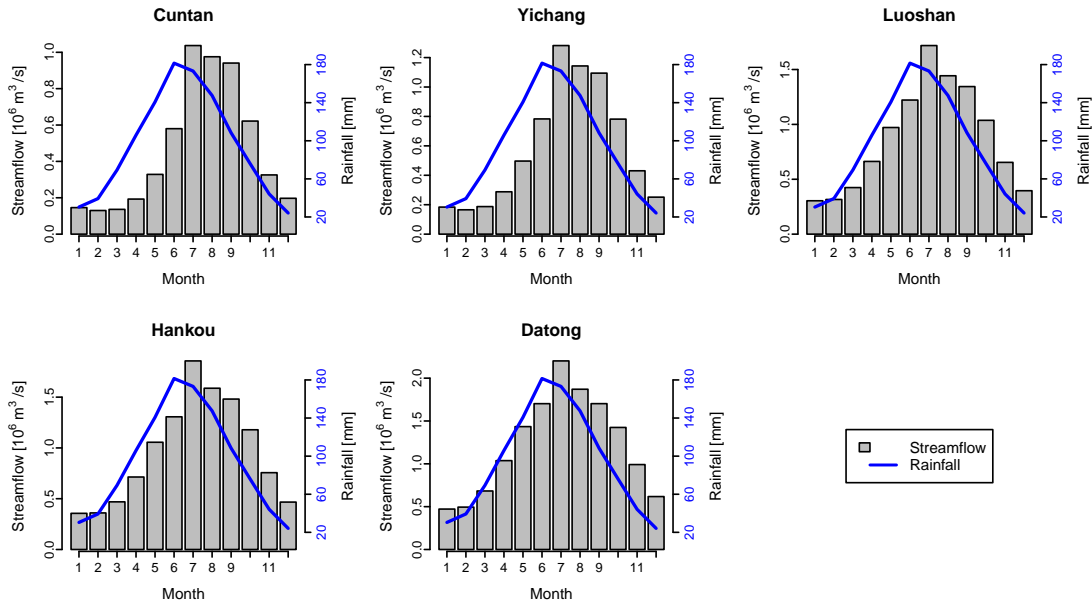 Cuntan
Streamflow [10⁶ m³ /s]
0.0 0.2 0.4 0.6 0.8 1.0
20 60 100 140 180
Rainfall [mm]
1 2 3 4 5 6 7 8 9 11
Month
Yichang
Streamflow [10⁶ m³ /s]
0.0 0.2 0.4 0.6 0.8 1.0 1.2
20 60 100 140 180
Rainfall [mm]
1 2 3 4 5 6 7 8 9 11
Month
Luoshan
Streamflow [10⁶ m³ /s]
0.0 0.5 1.0 1.5
20 60 100 140 180
Rainfall [mm]
1 2 3 4 5 6 7 8 9 11
Month
Hankou
Streamflow [10⁶ m³ /s]
0.0 0.5 1.0 1.5
20 60 100 140 180
Rainfall [mm]
1 2 3 4 5 6 7 8 9 11
Month
Datong
Streamflow [10⁶ m³ /s]
0.0 0.5 1.0 1.5 2.0
20 60 100 140 180
Rainfall [mm]
1 2 3 4 5 6 7 8 9 11
Month
Streamflow
Rainfall